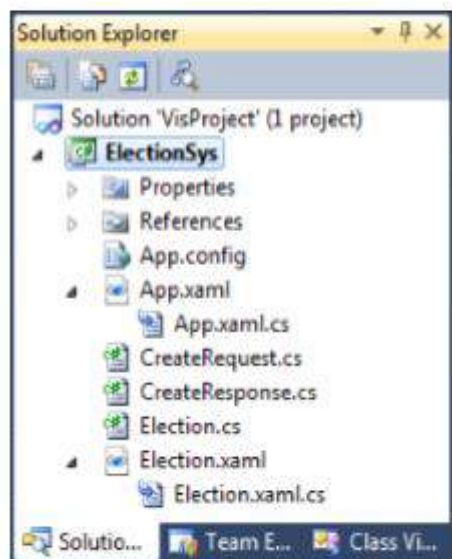 Solution Explorer
Solution 'VisProject' (1 project)
ElectionSys
Properties
References
App.config
App.xaml
App.xaml.cs
CreateRequest.cs
CreateResponse.cs
Election.cs
Election.xaml
Election.xaml.cs
Solutio... Team E... Class Vi...